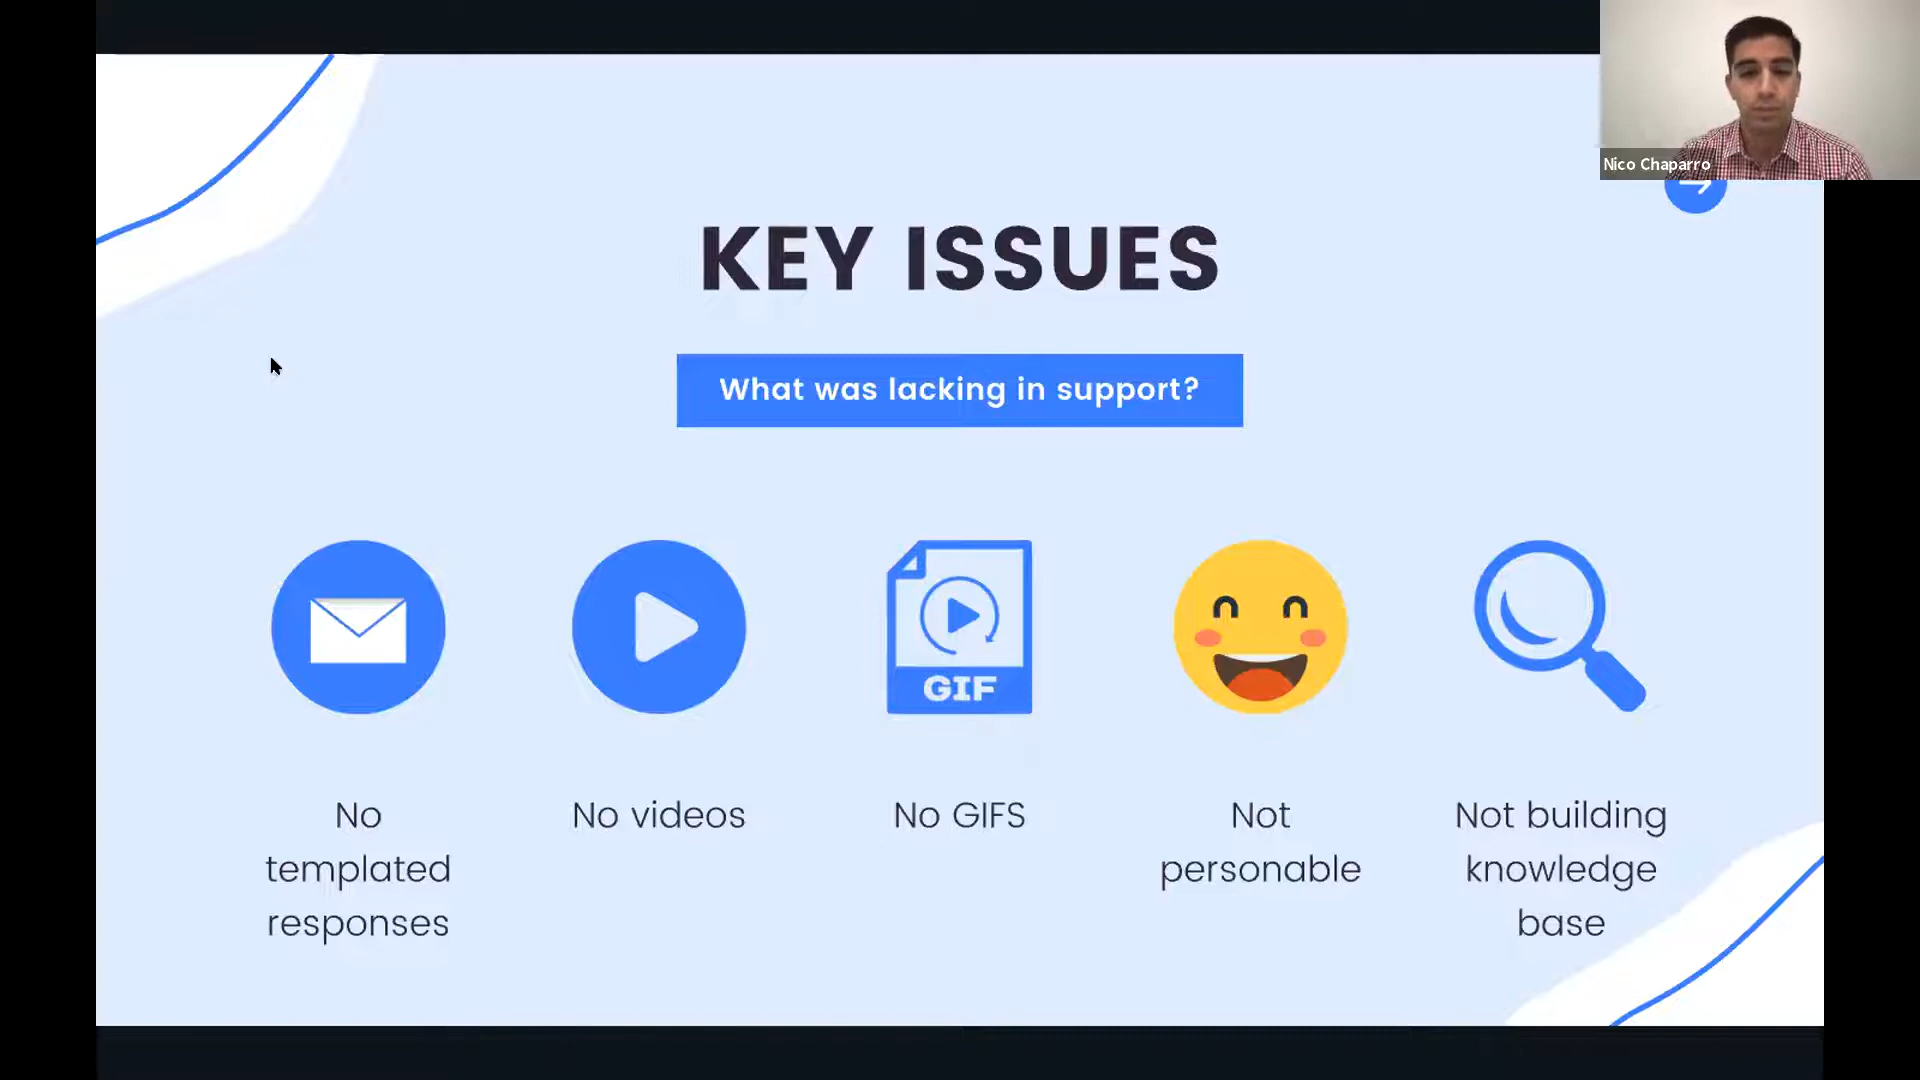 Nico Chaparro
KEY ISSUES
What was lacking in support?
GIF
No
templated
responses
No videos
No GIFS
Not
personable
Not building
knowledge
base